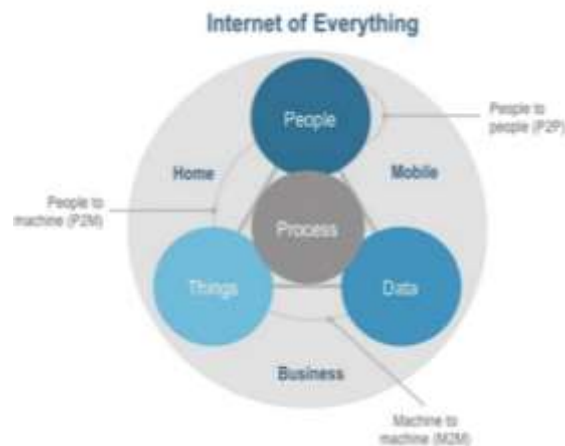 Internet of Everything
People
People to
people (P2P)
Home
Mobile
People to
machine (P2M)
Process
Things
Data
Business
Machine to
machine (M2M)